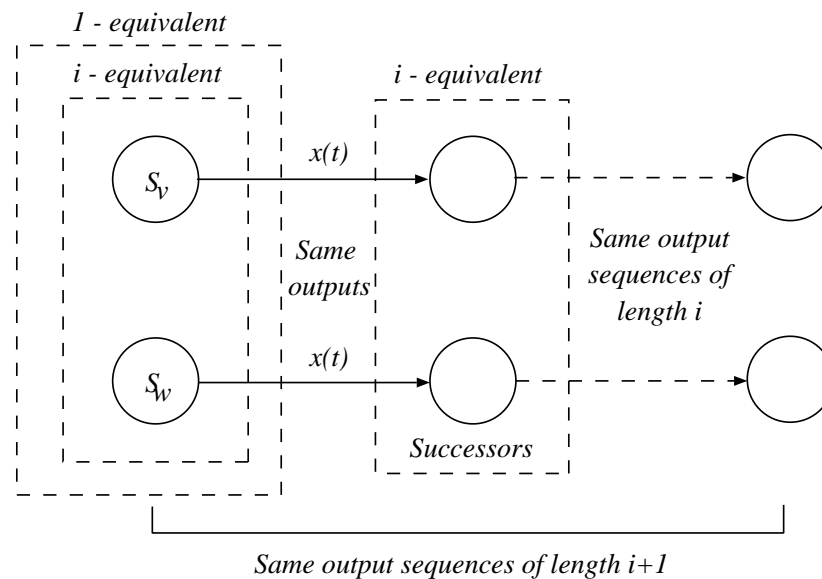 1 - equivalent
i - equivalent
i - equivalent
x(t)
S_v
Same
outputs
Same output
sequences of
length i
x(t)
S_w
Successors
Same output sequences of length i+1